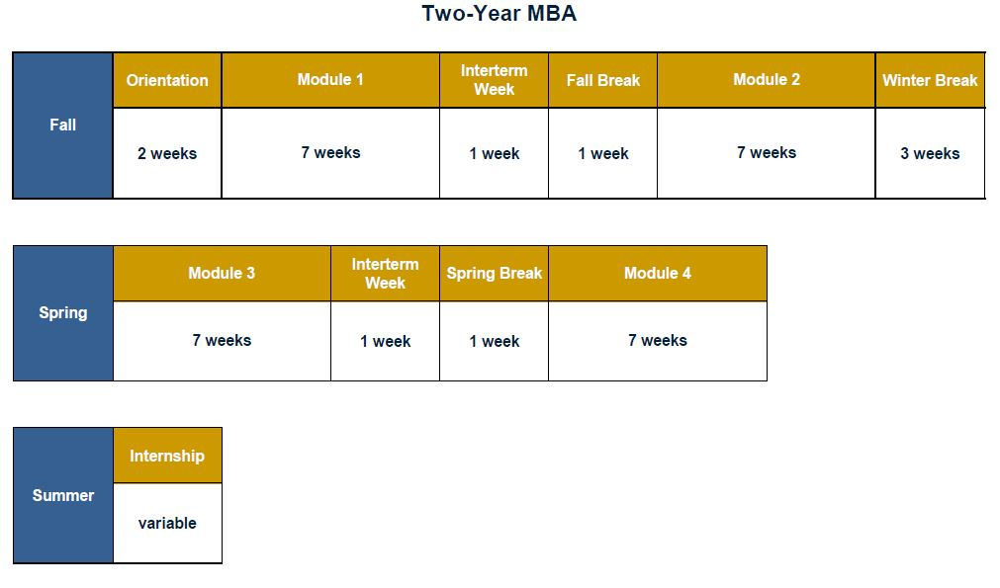 Two-Year MBA
Fall
Orientation
Module 1
Interterm
Week
Fall Break
Module 2
Winter Break
2 weeks
7 weeks
1 week
1 week
7 weeks
3 weeks
Spring
Module 3
Interterm
Week
Spring Break
Module 4
7 weeks
1 week
1 week
7 weeks
Summer
Internship
variable